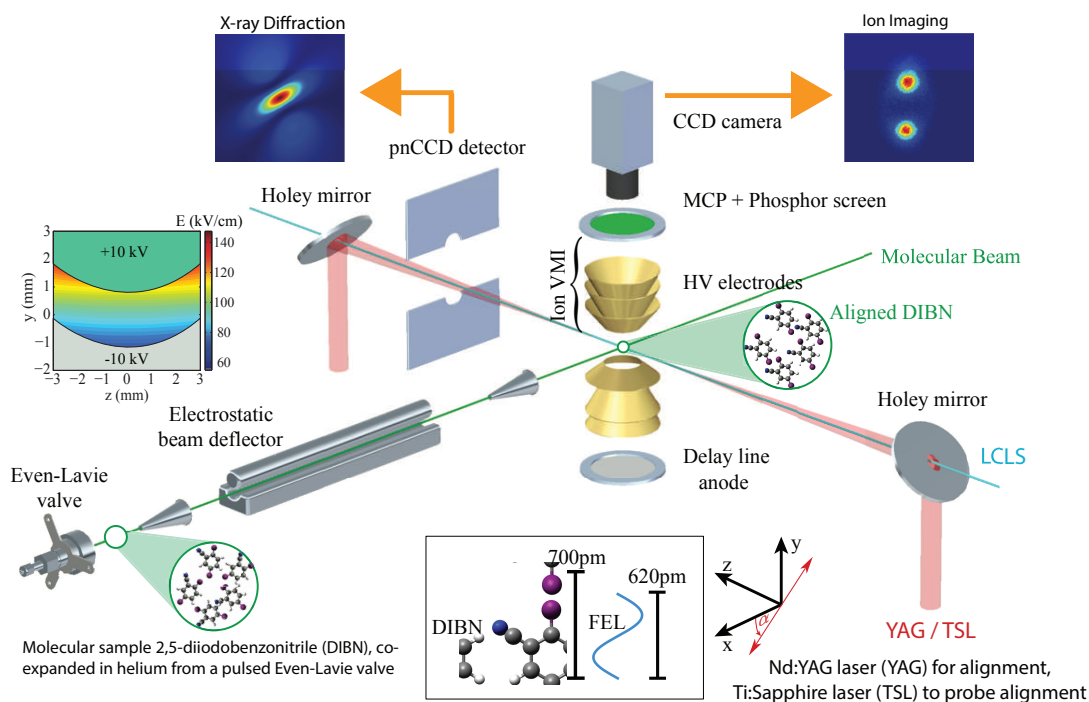 X-ray Diffraction
Ion Imaging
CCD camera
pnCCD detector
Holey mirror
MCP + Phosphor screen
E (kV/cm)
3
2
1
0
−1
−2
y (mm)
+10 kV
-10 kV
−3 −2 −1 0 1 2 3
z (mm)
140
120
100
80
60
Ion VMI
HV electrodes
Molecular Beam
Aligned DIBN
Electrostatic
beam deflector
Holey mirror
LCLS
Even-Lavie
valve
Delay line
anode
700pm
620pm
DIBN
FEL
y
z
x
α
YAG / TSL
Molecular sample 2,5-diiodobenzonitrile (DIBN), co-
expanded in helium from a pulsed Even-Lavie valve
Nd:YAG laser (YAG) for alignment,
Ti:Sapphire laser (TSL) to probe alignment